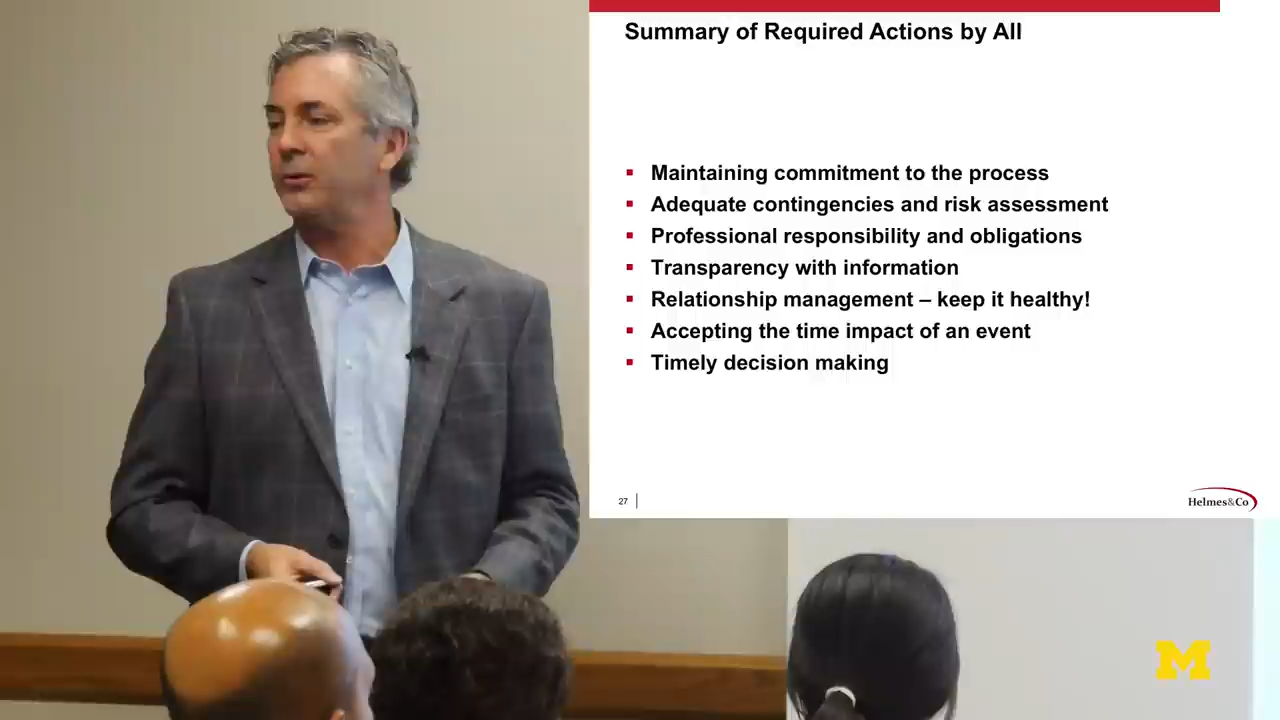 Summary of Required Actions by All
▪ Maintaining commitment to the process
▪ Adequate contingencies and risk assessment
▪ Professional responsibility and obligations
▪ Transparency with information
▪ Relationship management – keep it healthy!
▪ Accepting the time impact of an event
▪ Timely decision making
27
Helmes&Co
M